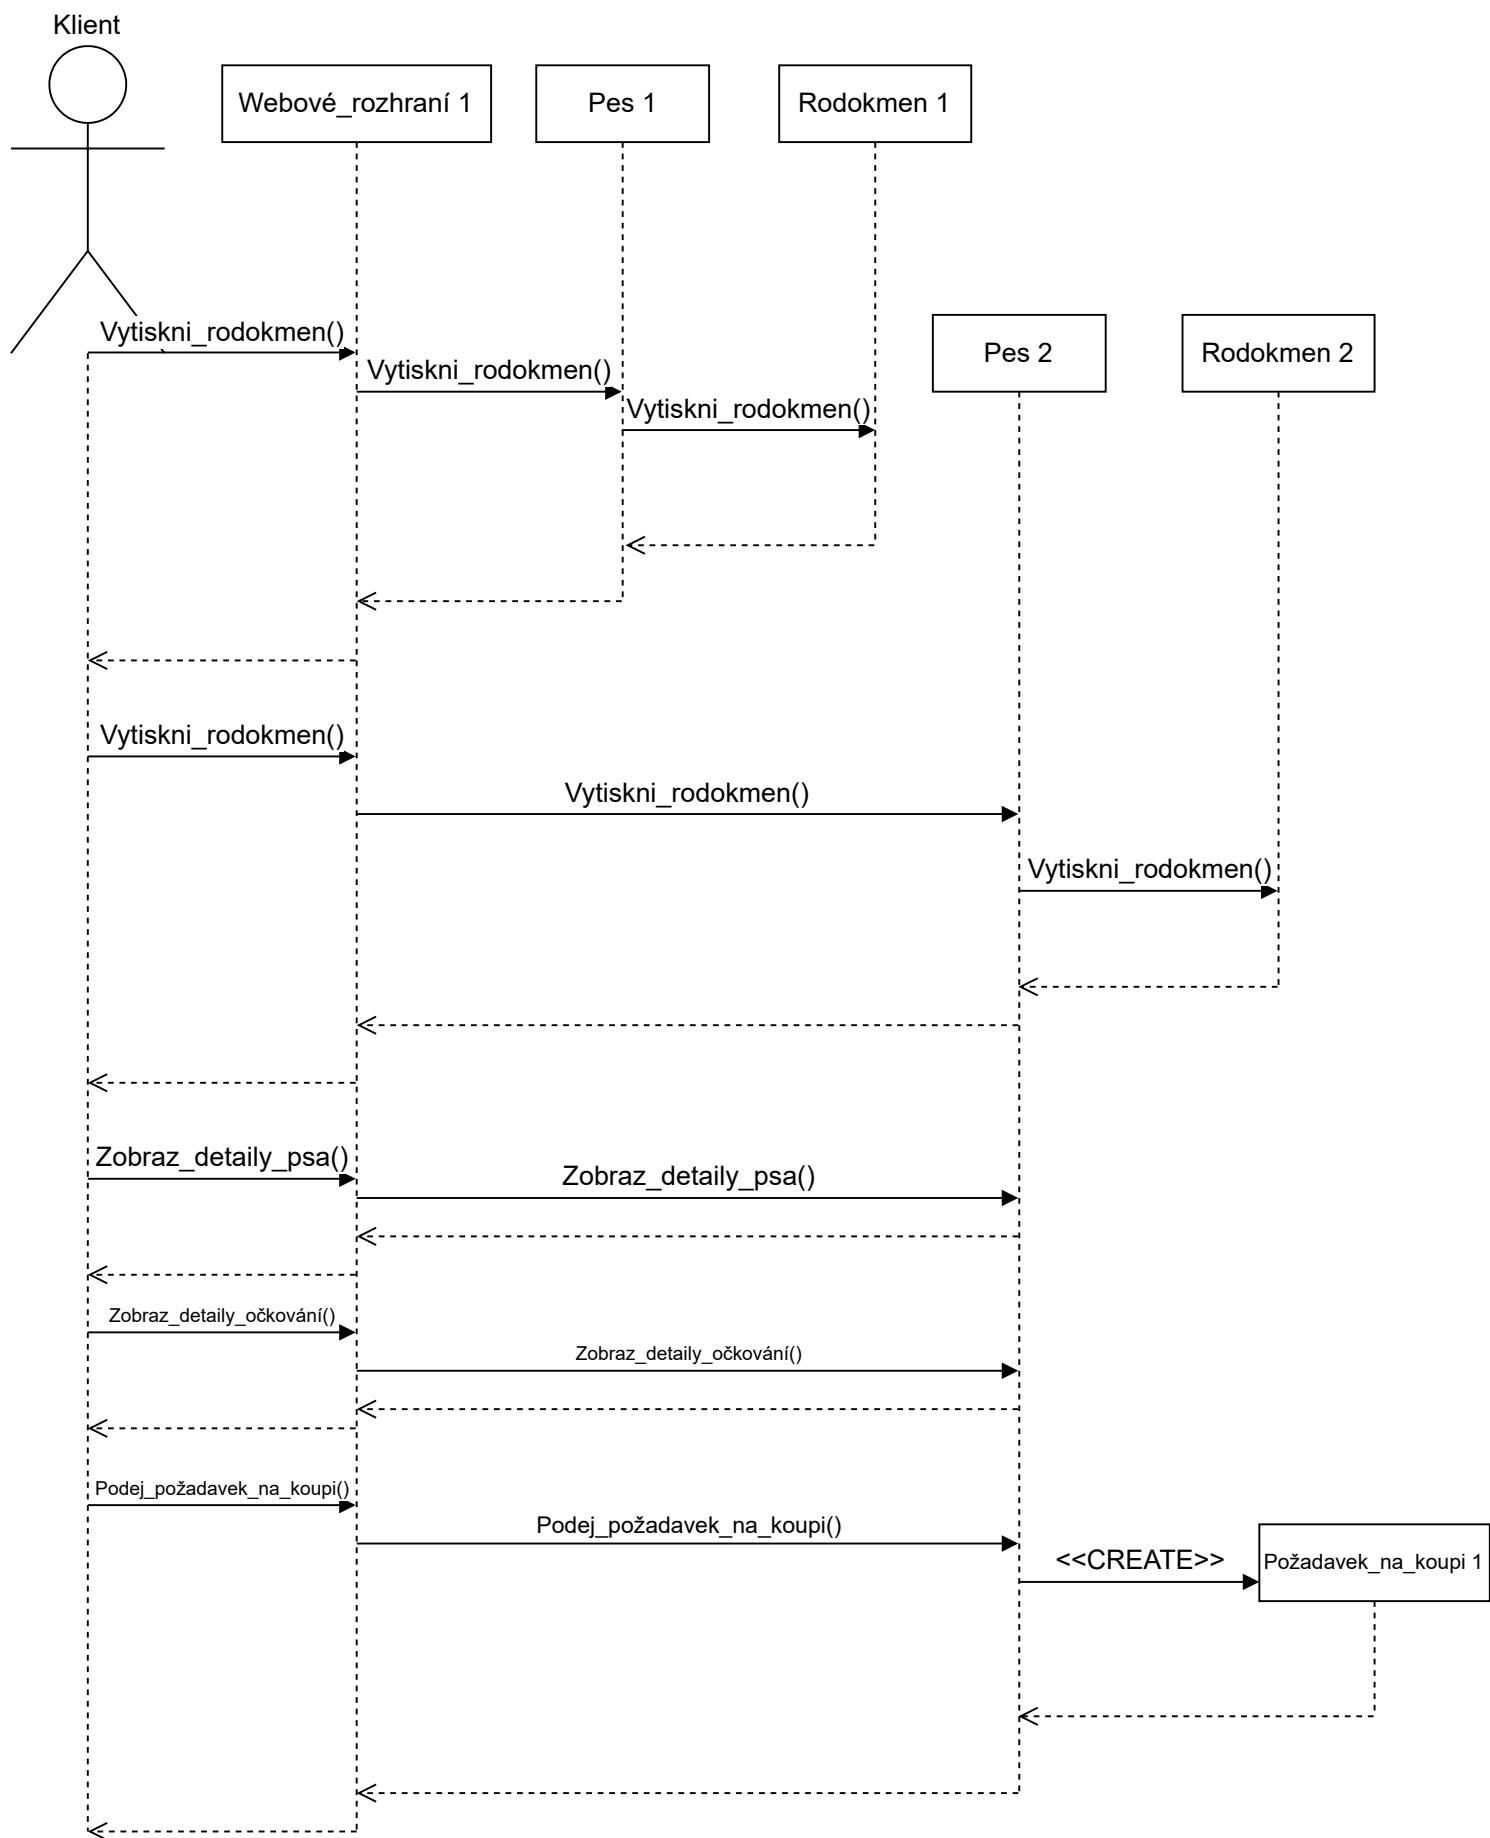 Klient
Webové_rozhraní 1
Pes 1
Rodokmen 1
Vytiskni_rodokmen()
Pes 2
Rodokmen 2
Vytiskni_rodokmen()
Vytiskni_rodokmen()
Vytiskni_rodokmen()
Vytiskni_rodokmen()
Vytiskni_rodokmen()
Zobraz_detaily_psa()
Zobraz_detaily_psa()
Zobraz_detaily_očkování()
Zobraz_detaily_očkování()
Podej_požadavek_na_koupi()
Podej_požadavek_na_koupi()
<<CREATE>>
Požadavek_na_koupi 1